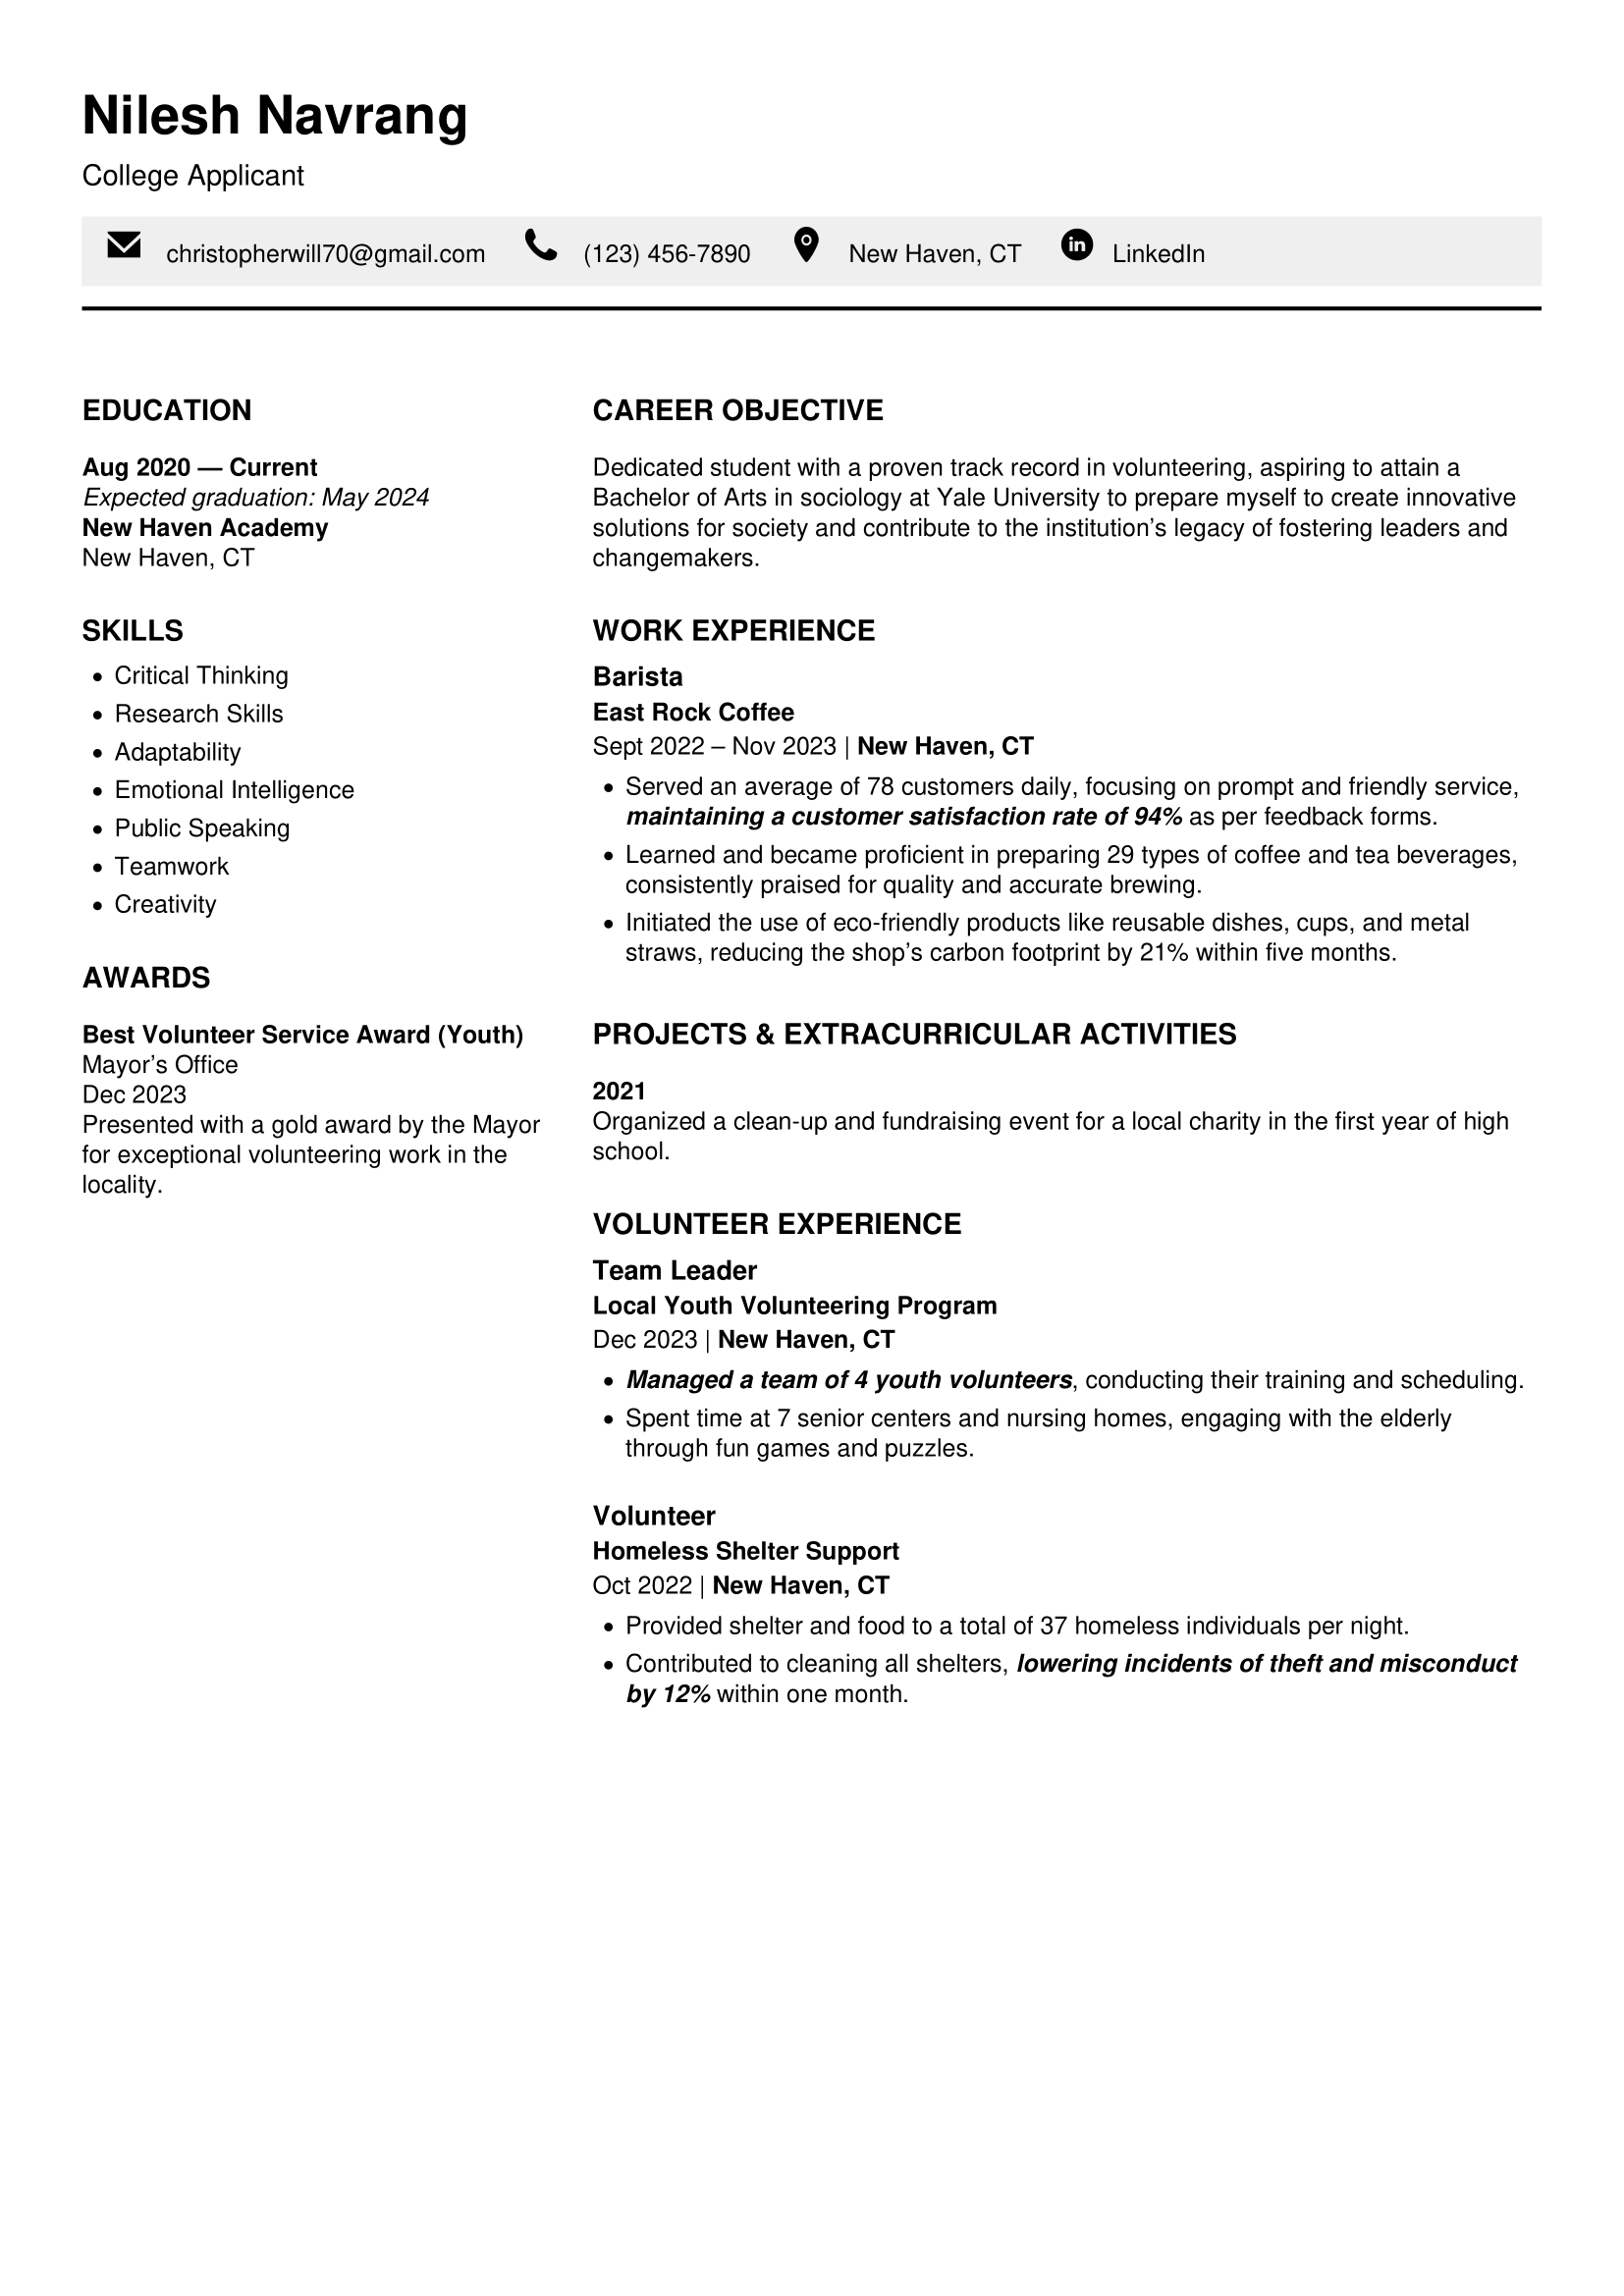 Nilesh Navrang
College Applicant
christopherwill70@gmail.com (123) 456-7890 New Haven, CT LinkedIn
EDUCATION
Aug 2020 — Current
Expected graduation: May 2024
New Haven Academy
New Haven, CT
SKILLS
• Critical Thinking
• Research Skills
• Adaptability
• Emotional Intelligence
• Public Speaking
• Teamwork
• Creativity
AWARDS
Best Volunteer Service Award (Youth)
Mayor’s Office
Dec 2023
Presented with a gold award by the Mayor
for exceptional volunteering work in the
locality.
CAREER OBJECTIVE
Dedicated student with a proven track record in volunteering, aspiring to attain a
Bachelor of Arts in sociology at Yale University to prepare myself to create innovative
solutions for society and contribute to the institution’s legacy of fostering leaders and
changemakers.
WORK EXPERIENCE
Barista
East Rock Coffee
Sept 2022 – Nov 2023 | New Haven, CT
• Served an average of 78 customers daily, focusing on prompt and friendly service,
maintaining a customer satisfaction rate of 94% as per feedback forms.
• Learned and became proficient in preparing 29 types of coffee and tea beverages,
consistently praised for quality and accurate brewing.
• Initiated the use of eco-friendly products like reusable dishes, cups, and metal
straws, reducing the shop’s carbon footprint by 21% within five months.
PROJECTS & EXTRACURRICULAR ACTIVITIES
2021
Organized a clean-up and fundraising event for a local charity in the first year of high
school.
VOLUNTEER EXPERIENCE
Team Leader
Local Youth Volunteering Program
Dec 2023 | New Haven, CT
• Managed a team of 4 youth volunteers, conducting their training and scheduling.
• Spent time at 7 senior centers and nursing homes, engaging with the elderly
through fun games and puzzles.
Volunteer
Homeless Shelter Support
Oct 2022 | New Haven, CT
• Provided shelter and food to a total of 37 homeless individuals per night.
• Contributed to cleaning all shelters, lowering incidents of theft and misconduct
by 12% within one month.